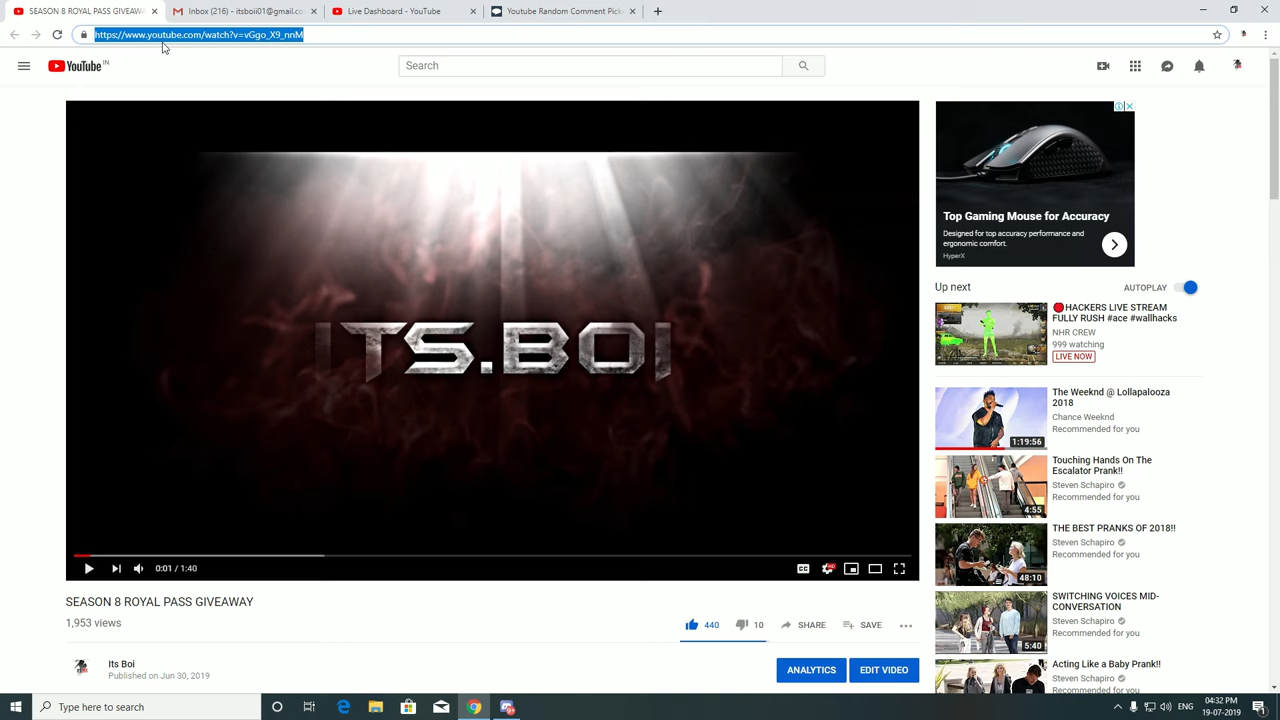 SEASON 8 ROYAL PASS GIVEAWA
Inbox (216) - itsboii01@gmail.co
Live Dashboard - YouTube
Youtube Random Comment Pick
https://www.youtube.com/watch?v=vGgo_X9_nnM
YouTube IN
Search
ITS.BOI
Top Gaming Mouse for Accuracy
Designed for top accuracy performance and
ergonomic comfort.
HyperX
Up next
AUTOPLAY
HACKERS LIVE STREAM
FULLY RUSH #ace #wallhacks
NHR CREW
999 watching
LIVE NOW
The Weeknd @ Lollapalooza
2018
Chance Weeknd
Recommended for you
1:19:56
Touching Hands On The
Escalator Prank!!
Steven Schapiro
Recommended for you
4:55
THE BEST PRANKS OF 2018!!
Steven Schapiro
Recommended for you
48:10
SWITCHING VOICES MID-
CONVERSATION
Steven Schapiro
Recommended for you
5:40
Acting Like a Baby Prank!!
Steven Schapiro
Recommended for you
0:01 / 1:40
SEASON 8 ROYAL PASS GIVEAWAY
1,953 views
440
10
SHARE
SAVE
Its Boi
Published on Jun 30, 2019
ANALYTICS
EDIT VIDEO
Type here to search
ENG
04:32 PM
19-07-2019